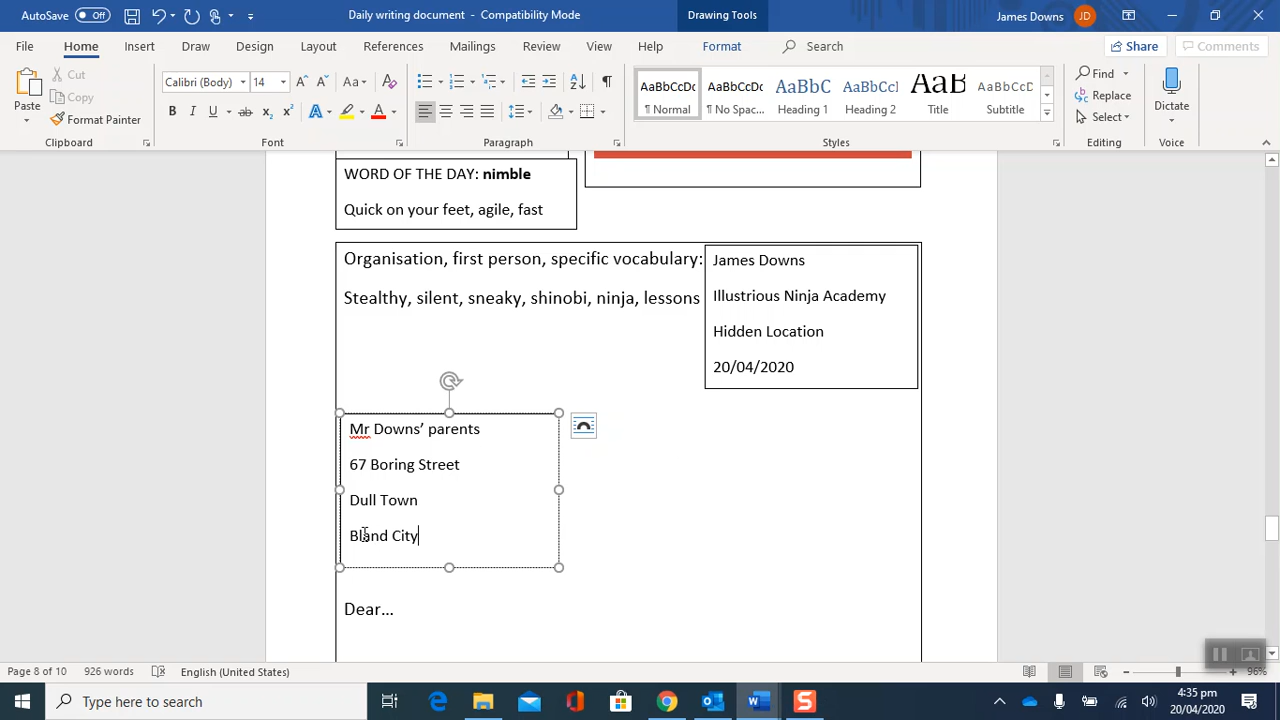 AutoSave Off
Daily writing document - Compatibility Mode
Drawing Tools
James Downs JD
File Home Insert Draw Design Layout References Mailings Review View Help Format Search Share Comments
Paste
Cut
Copy
Format Painter
Clipboard
Calibri (Body) 14
Font
Paragraph
AaBbCcDc
¶ Normal
AaBbCcDc
¶ No Spac...
AaBbC
Heading 1
AaBbCcI
Heading 2
AaB
Title
AaBbCcD
Subtitle
Styles
Find
Replace
Select
Editing
Dictate
Voice
WORD OF THE DAY: nimble
Quick on your feet, agile, fast
Organisation, first person, specific vocabulary:
Stealthy, silent, sneaky, shinobi, ninja, lessons
James Downs
Illustrious Ninja Academy
Hidden Location
20/04/2020
Mr Downs’ parents
67 Boring Street
Dull Town
Bland City
Dear…
Page 8 of 10 926 words English (United States) 96%
Type here to search
4:35 pm
20/04/2020